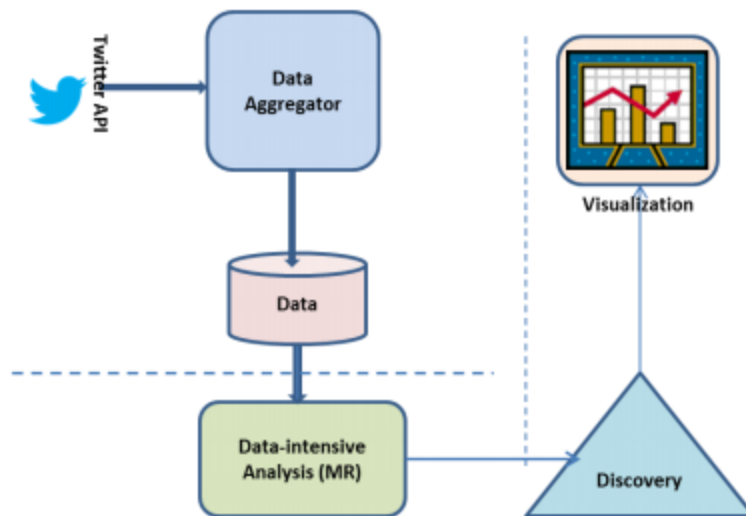 Twitter API
Data
Aggregator
Visualization
Data
Data-intensive
Analysis (MR)
Discovery